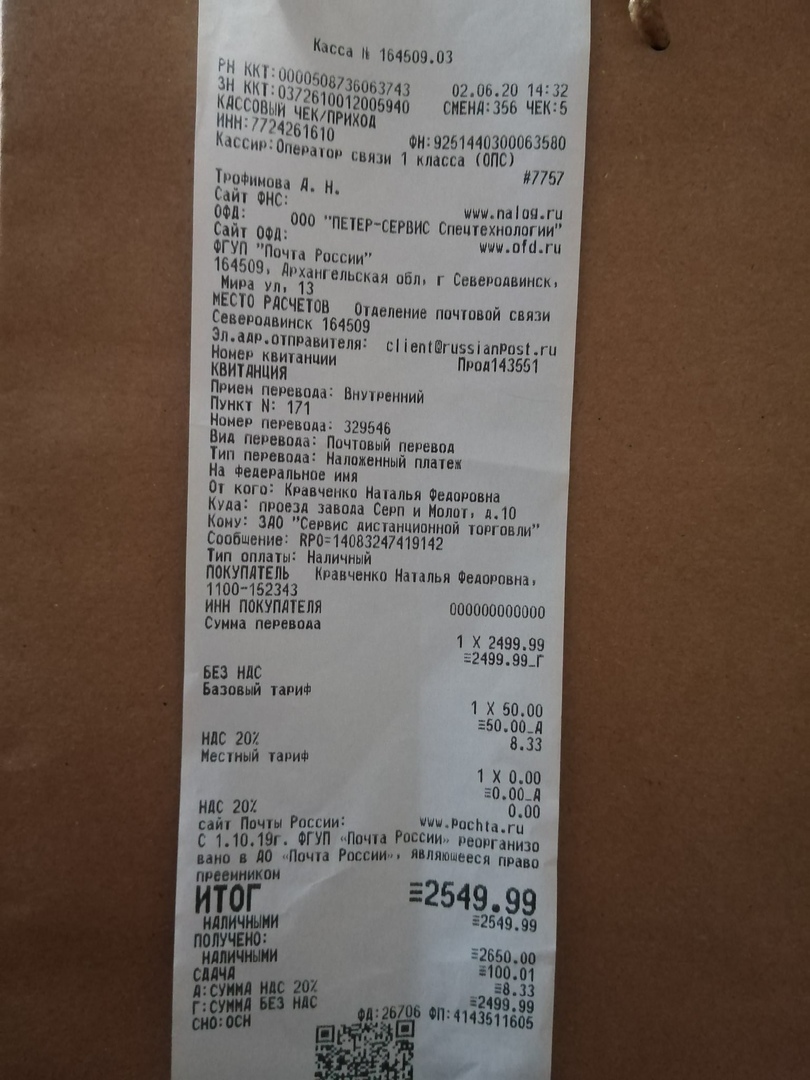 Касса № 164509.03
РН ККТ:0000508736063743 02.06.20 14:32
ЗН ККТ:0372610012005940 СМЕНА:356 ЧЕК:5
КАССОВЫЙ ЧЕК/ПРИХОД
ИНН:7724261610 ФН:9251440300063580
Кассир:Оператор связи 1 класса (ОПС)
#7757
Трофимова Д. Н.
Сайт ФНС: www.nalog.ru
ОФД: ООО "ПЕТЕР-СЕРВИС Спецтехнологии"
Сайт ОФД: www.ofd.ru
ФГУП "Почта России"
164509, Архангельская обл, г Северодвинск,
Мира ул, 13
МЕСТО РАСЧЕТОВ Отделение почтовой связи
Северодвинск 164509
Эл.адр.отправителя: client@russianPost.ru
Номер квитанции Прод143551
КВИТАНЦИЯ
Прием перевода: Внутренний
Пункт N: 171
Номер перевода: 329546
Вид перевода: Почтовый перевод
Тип перевода: Наложенный платеж
На федеральное имя
От кого: Кравченко Наталья Федоровна
Куда: проезд завода Серп и Молот, д.10
Кому: ЗАО "Сервис дистанционной торговли"
Сообщение: RPO=14083247419142
Тип оплаты: Наличный
ПОКУПАТЕЛЬ Кравченко Наталья Федоровна,
1100-152343
ИНН ПОКУПАТЕЛЯ 000000000000
Сумма перевода
1 X 2499.99
≡2499.99_Г
БЕЗ НДС
Базовый тариф
1 X 50.00
≡50.00_А
НДС 20% 8.33
Местный тариф
1 X 0.00
≡0.00_А
НДС 20% 0.00
сайт Почты России: www.Pochta.ru
С 1.10.19г. ФГУП «Почта России» реорганизо
вано в АО «Почта России», являющееся право
преемником
ИТОГ ≡2549.99
НАЛИЧНЫМИ ≡2549.99
ПОЛУЧЕНО:
НАЛИЧНЫМИ ≡2650.00
СДАЧА ≡100.01
А:СУММА НДС 20% ≡8.33
Г:СУММА БЕЗ НДС ≡2499.99
СНО:ОСН ФД:26706 ФП:4143511605